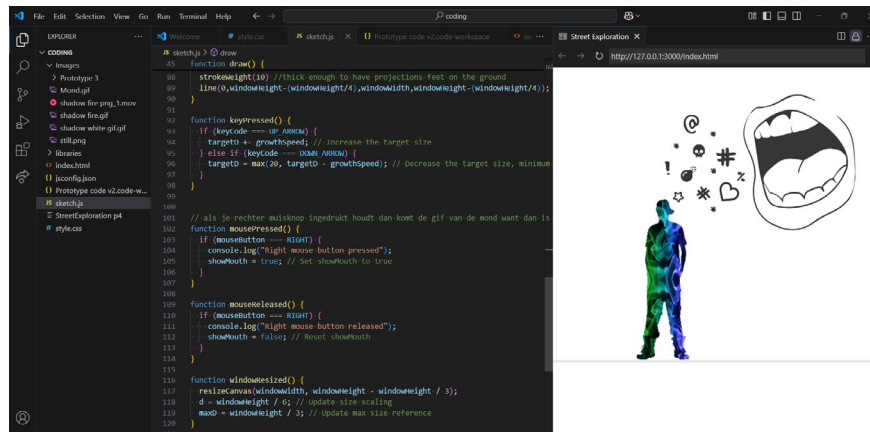 File Edit Selection View Go Run Terminal Help
coding
EXPLORER
CODING
Images
Prototype 3
Mond.gif
shadow fire png_1.mov
shadow fire.gif
shadow white gif.gif
still.png
libraries
index.html
jsconfig.json
Prototype code v2.code-w...
sketch.js
StreetExploration p4
style.css
Welcome
style.css
sketch.js
Prototype code v2.code-workspace
JS sketch.js > draw
45 function draw() {
88 strokeWeight(10) //thick enough to have projections feet on the ground
89 line(0,windowHeight-(windowHeight/4),windowWidth,windowHeight-(windowHeight/4));
90 }
91
92 function keyPressed() {
93 if (keyCode === UP_ARROW) {
94 targetD += growthSpeed; // Increase the target size
95 } else if (keyCode === DOWN_ARROW) {
96 targetD = max(20, targetD - growthSpeed); // Decrease the target size, minimum
97 }
98 }
99
100
101 // als je rechter muisknop ingedrukt houdt dan komt de gif van de mond want dan is
102 function mousePressed() {
103 if (mouseButton === RIGHT) {
104 console.log("Right mouse button pressed");
105 showMouth = true; // Set showMouth to true
106 }
107 }
108
109 function mouseReleased() {
110 if (mouseButton === RIGHT) {
111 console.log("Right mouse button released");
112 showMouth = false; // Reset showMouth
113 }
114 }
115
116 function windowResized() {
117 resizeCanvas(windowWidth, windowHeight - windowHeight / 3);
118 d = windowHeight / 6; // Update size scaling
119 maxD = windowHeight / 3; // Update max size reference
120 }
Street Exploration
http://127.0.0.1:3000/index.html
@
#
!
%